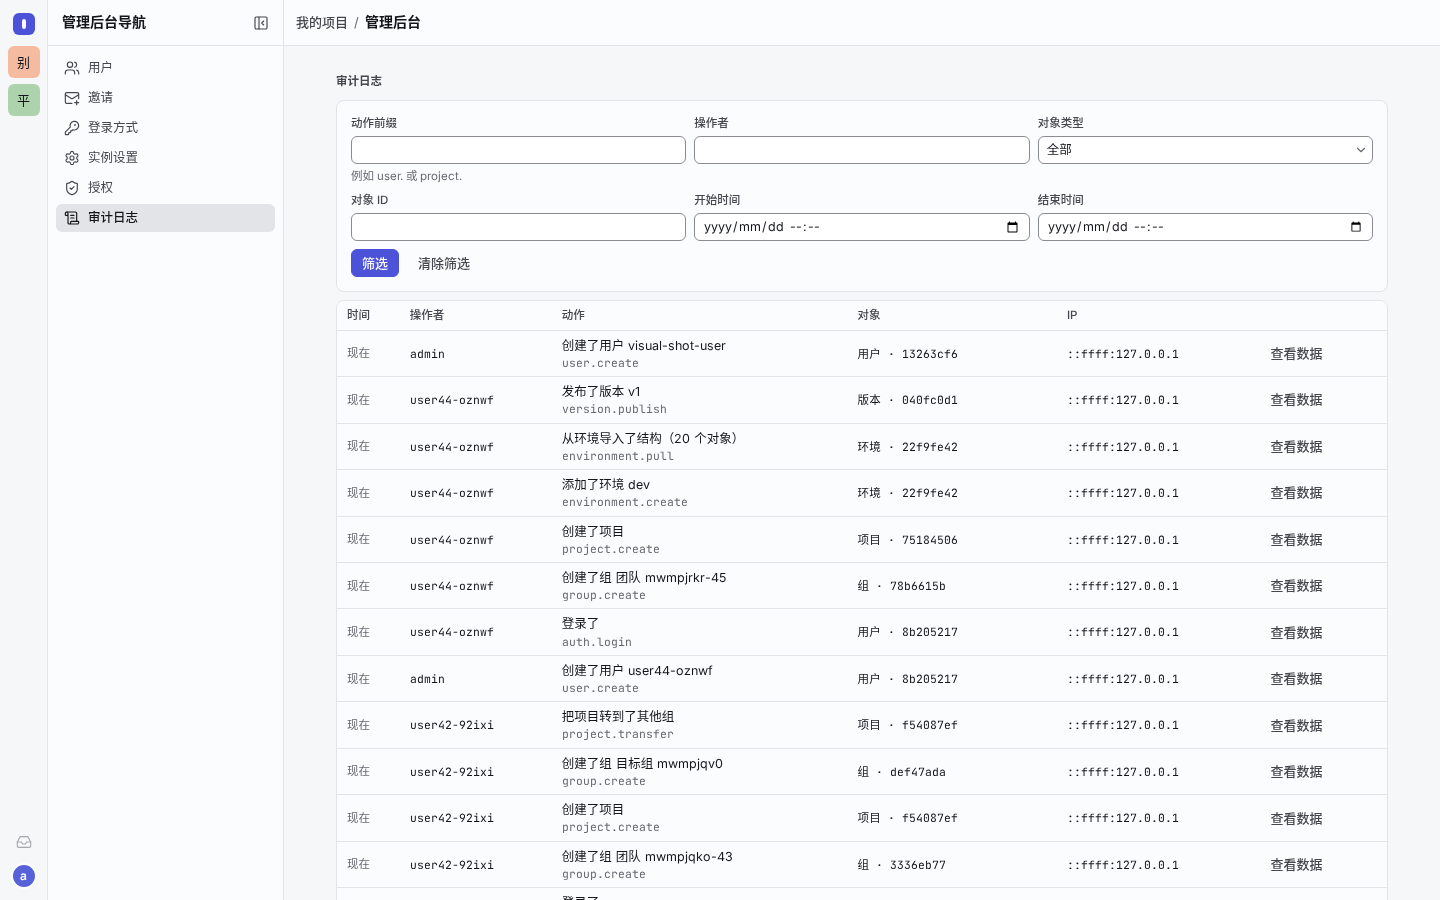 管理后台导航
我的项目 / 管理后台
别
平
用户
邀请
登录方式
实例设置
授权
审计日志
a
审计日志
动作前缀 操作者 对象类型
全部
例如 user. 或 project.
对象 ID 开始时间 结束时间
yyyy/mm/dd --:-- yyyy/mm/dd --:--
筛选 清除筛选
时间 操作者 动作 对象 IP
现在 admin 创建了用户 visual-shot-user 用户 · 13263cf6 ::ffff:127.0.0.1 查看数据
user.create
现在 user44-oznwf 发布了版本 v1 版本 · 040fc0d1 ::ffff:127.0.0.1 查看数据
version.publish
现在 user44-oznwf 从环境导入了结构（20 个对象） 环境 · 22f9fe42 ::ffff:127.0.0.1 查看数据
environment.pull
现在 user44-oznwf 添加了环境 dev 环境 · 22f9fe42 ::ffff:127.0.0.1 查看数据
environment.create
现在 user44-oznwf 创建了项目 项目 · 75184506 ::ffff:127.0.0.1 查看数据
project.create
现在 user44-oznwf 创建了组 团队 mwmpjrkr-45 组 · 78b6615b ::ffff:127.0.0.1 查看数据
group.create
现在 user44-oznwf 登录了 用户 · 8b205217 ::ffff:127.0.0.1 查看数据
auth.login
现在 admin 创建了用户 user44-oznwf 用户 · 8b205217 ::ffff:127.0.0.1 查看数据
user.create
现在 user42-92ixi 把项目转到了其他组 项目 · f54087ef ::ffff:127.0.0.1 查看数据
project.transfer
现在 user42-92ixi 创建了组 目标组 mwmpjqv0 组 · def47ada ::ffff:127.0.0.1 查看数据
group.create
现在 user42-92ixi 创建了项目 项目 · f54087ef ::ffff:127.0.0.1 查看数据
project.create
现在 user42-92ixi 创建了组 团队 mwmpjqko-43 组 · 3336eb77 ::ffff:127.0.0.1 查看数据
group.create